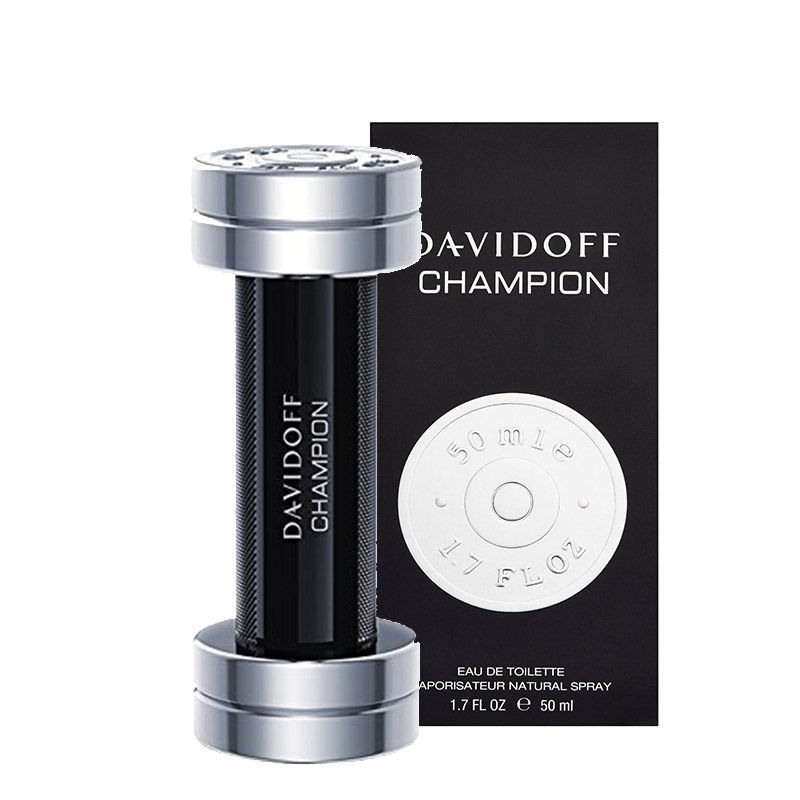 DAVIDOFF
CHAMPION
DAVIDOFF
CHAMPION
50 mle
1.7 FL OZ
EAU DE TOILETTE
VAPORISATEUR NATURAL SPRAY
1.7 FL OZ e 50 ml